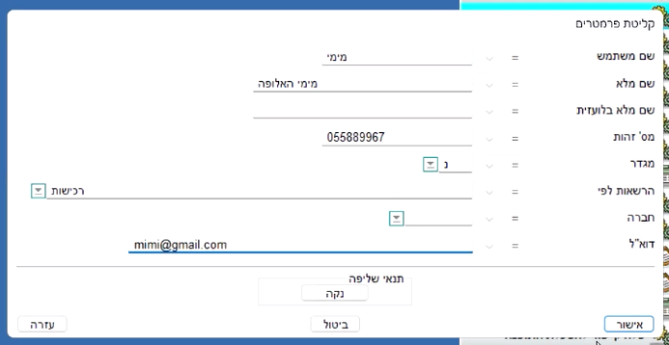 קליטת פרמטרים
שם משתמש = מימי
שם מלא = מימי האלופה
שם מלא בלועזית =
מס' זהות = 055889967
מגדר = נ
הרשאות לפי = רכישות
חברה =
דוא"ל = mimi@gmail.com
תנאי שליפה
נקה
אישור ביטול עזרה